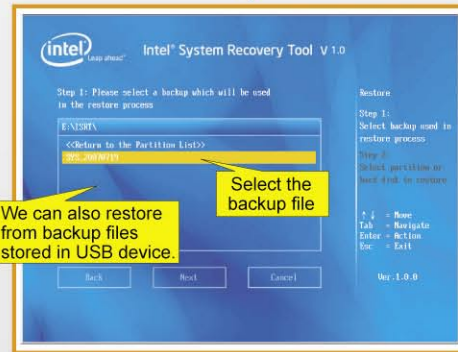 intel
Leap ahead™
Intel® System Recovery Tool V 1.0
Step 1: Please select a backup which will be used
in the restore process
E:\ISRT\
<<Return to the Partition List>>
SYS_20070719
Select the
backup file
We can also restore
from backup files
stored in USB device.
Back Next Cancel
Restore
Step 1:
Select backup used in
restore process
Step 2:
Select partition or
hard disk to restore
↑↓ = Move
Tab = Navigate
Enter = Action
Esc = Exit
Ver.1.0.0